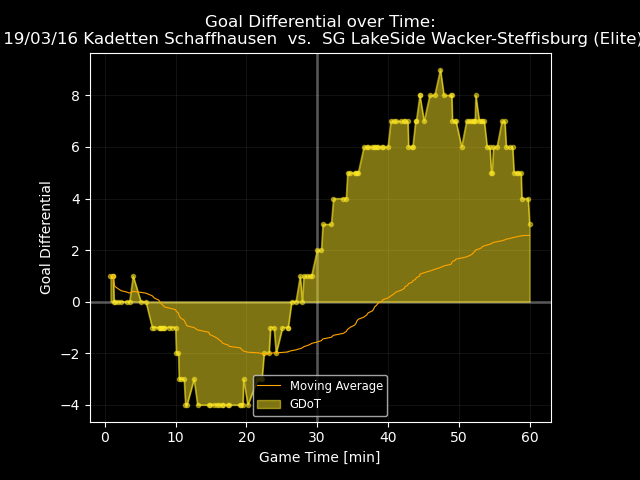 Goal Differential over Time:
19/03/16 Kadetten Schaffhausen vs. SG LakeSide Wacker-Steffisburg (Elite)
Goal Differential
8
6
4
2
0
−2
−4
Moving Average
GDoT
0 10 20 30 40 50 60
Game Time [min]